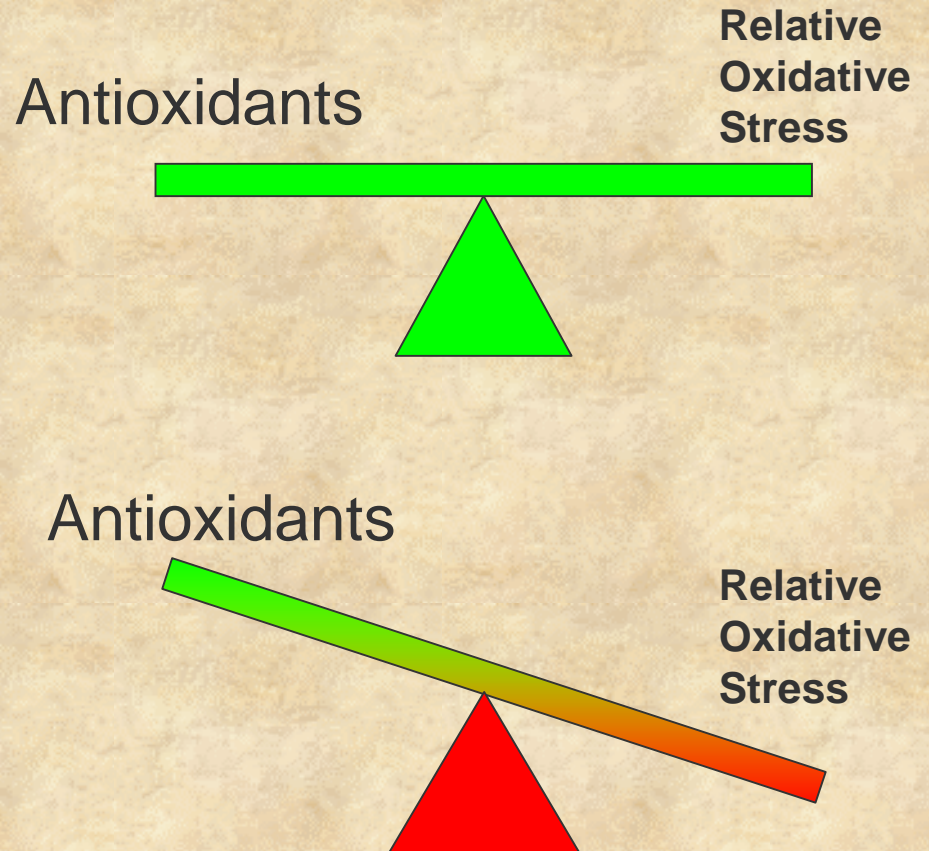 Antioxidants
Relative
Oxidative
Stress
Antioxidants
Relative
Oxidative
Stress